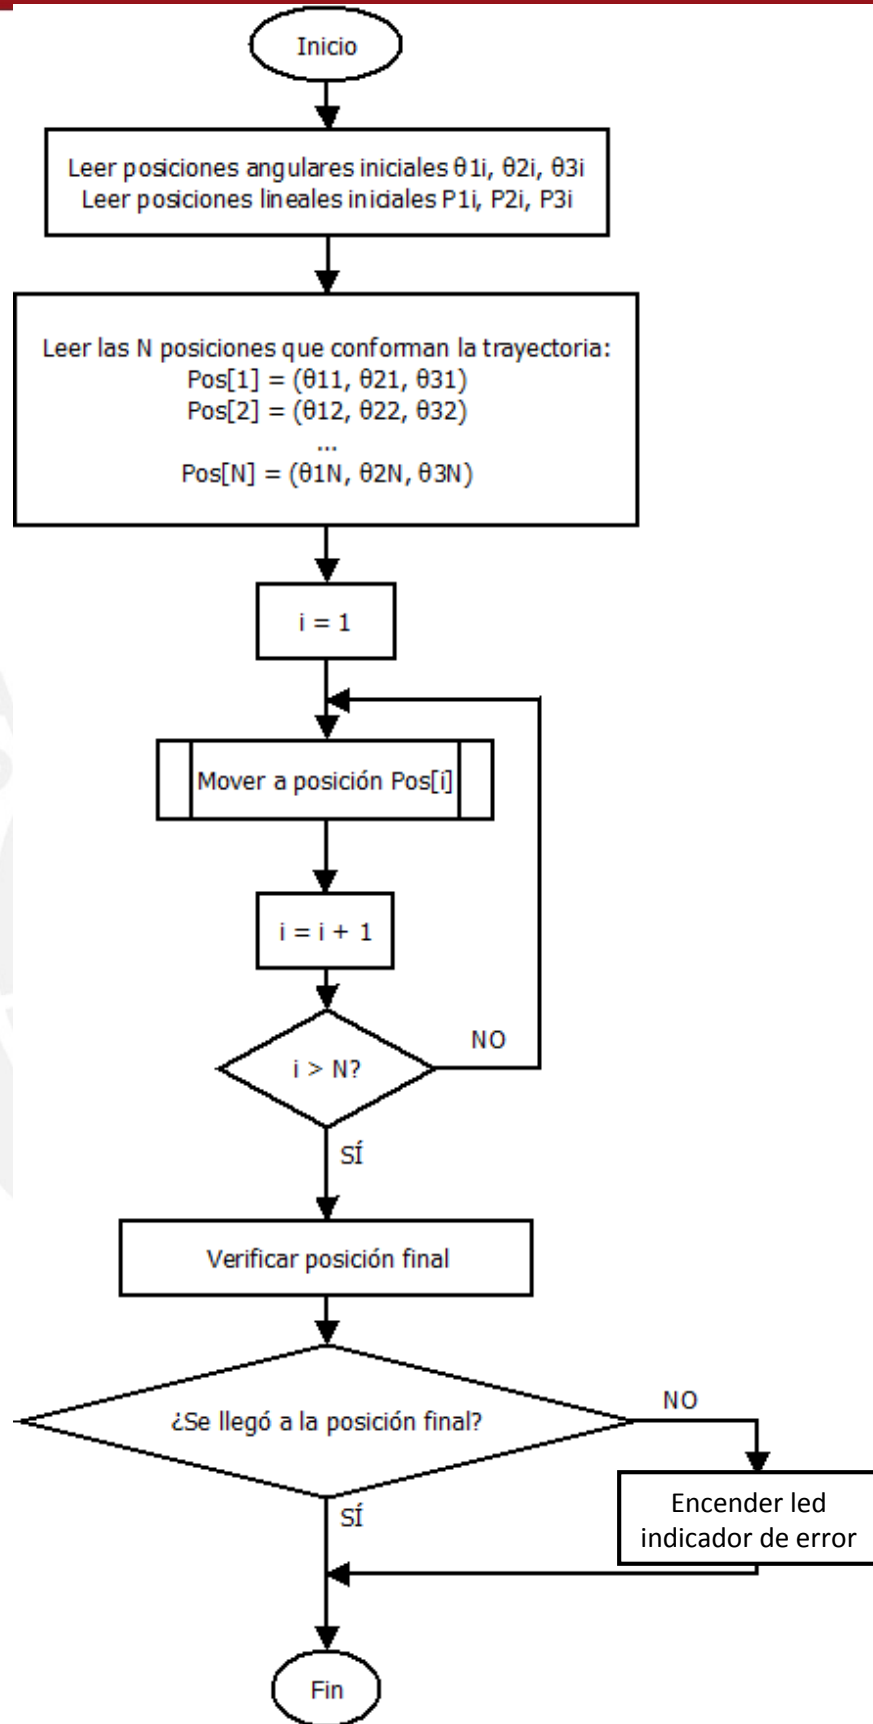 Inicio
Leer posiciones angulares iniciales θ1i, θ2i, θ3i
Leer posiciones lineales iniciales P1i, P2i, P3i
Leer las N posiciones que conforman la trayectoria:
Pos[1] = (θ11, θ21, θ31)
Pos[2] = (θ12, θ22, θ32)
...
Pos[N] = (θ1N, θ2N, θ3N)
i = 1
Mover a posición Pos[i]
i = i + 1
i > N?
NO
SÍ
Verificar posición final
¿Se llegó a la posición final?
NO
Encender led
indicador de error
SÍ
Fin